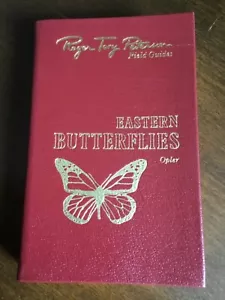 Roger Tory Peterson
Field Guides
EASTERN
BUTTERFLIES
Opler